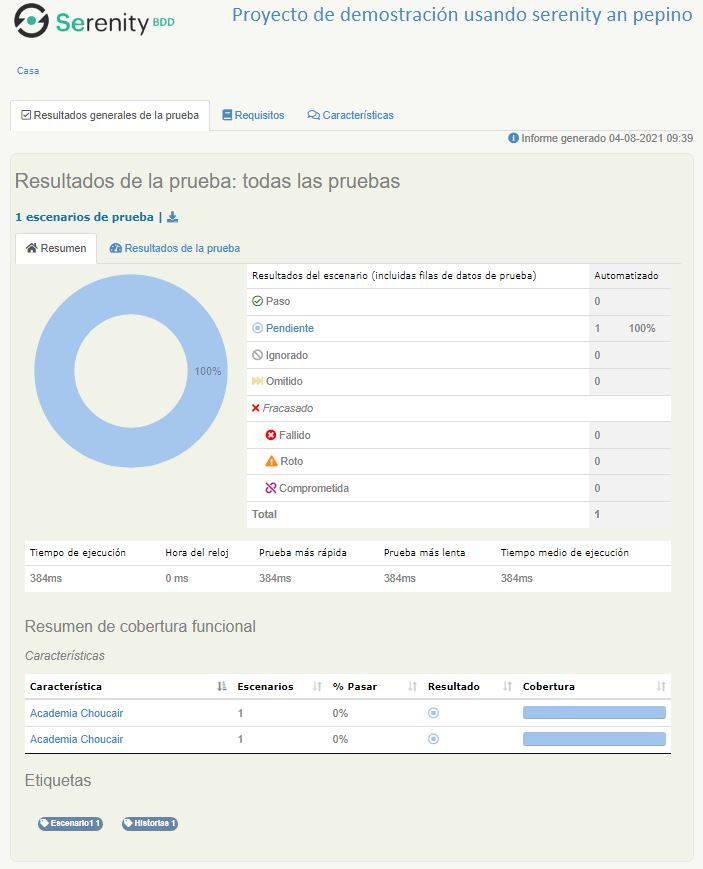 Serenity BDD
Proyecto de demostración usando serenity an pepino
Casa
Resultados generales de la prueba Requisitos Características
Informe generado 04-08-2021 09:39
Resultados de la prueba: todas las pruebas
1 escenarios de prueba |
Resumen Resultados de la prueba
100%
Resultados del escenario (incluidas filas de datos de prueba) Automatizado
Paso 0
Pendiente 1 100%
Ignorado 0
Omitido 0
Fracasado
Fallido 0
Roto 0
Comprometida 0
Total 1
Tiempo de ejecución Hora del reloj Prueba más rápida Prueba más lenta Tiempo medio de ejecución
384ms 0 ms 384ms 384ms 384ms
Resumen de cobertura funcional
Características
Característica Escenarios % Pasar Resultado Cobertura
Academia Choucair 1 0%
Academia Choucair 1 0%
Etiquetas
Escenario1 1 Historias 1